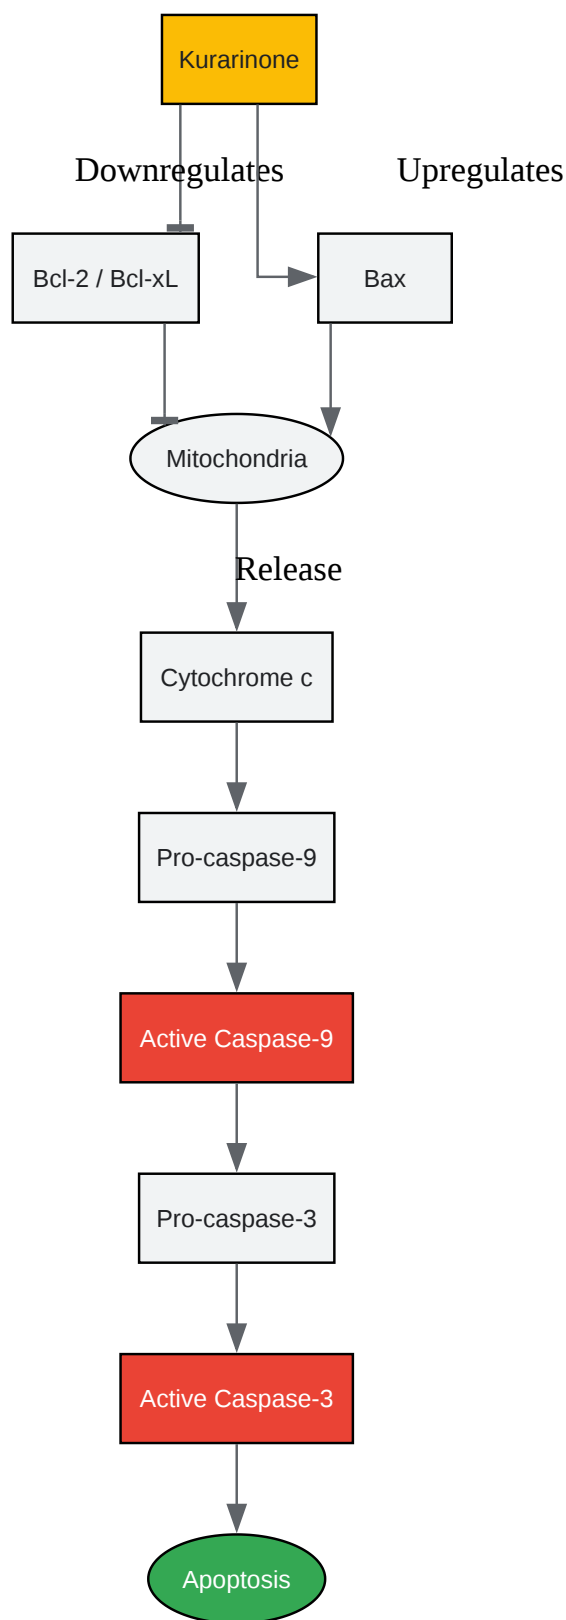 Kurarinone
Downregulates
Upregulates
Bcl-2 / Bcl-xL
Bax
Mitochondria
Release
Cytochrome c
Pro-caspase-9
Active Caspase-9
Pro-caspase-3
Active Caspase-3
Apoptosis